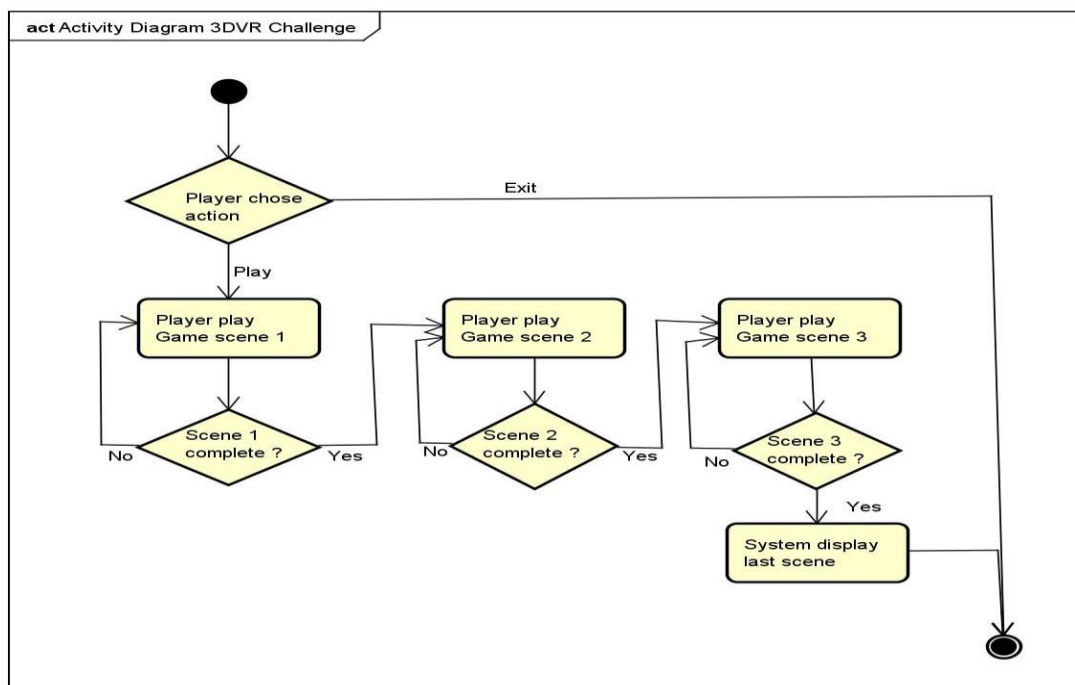 act Activity Diagram 3DVR Challenge
Player chose
action
Exit
Play
Player play
Game scene 1
Player play
Game scene 2
Player play
Game scene 3
Scene 1
complete ?
No
Yes
Scene 2
complete ?
No
Yes
Scene 3
complete ?
No
Yes
System display
last scene